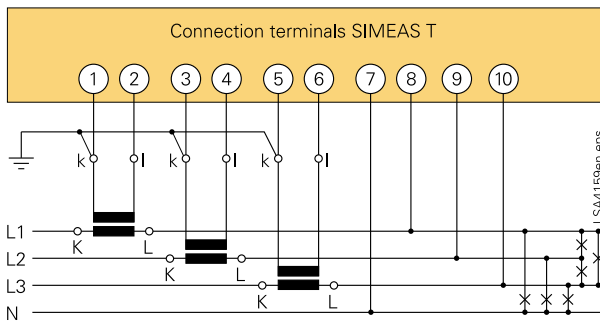 Connection terminals SIMEAS T
1 2 3 4 5 6 7 8 9 10
k l k l k l
L1 K L
L2 K L
L3 K L
N
LSA4159en.eps